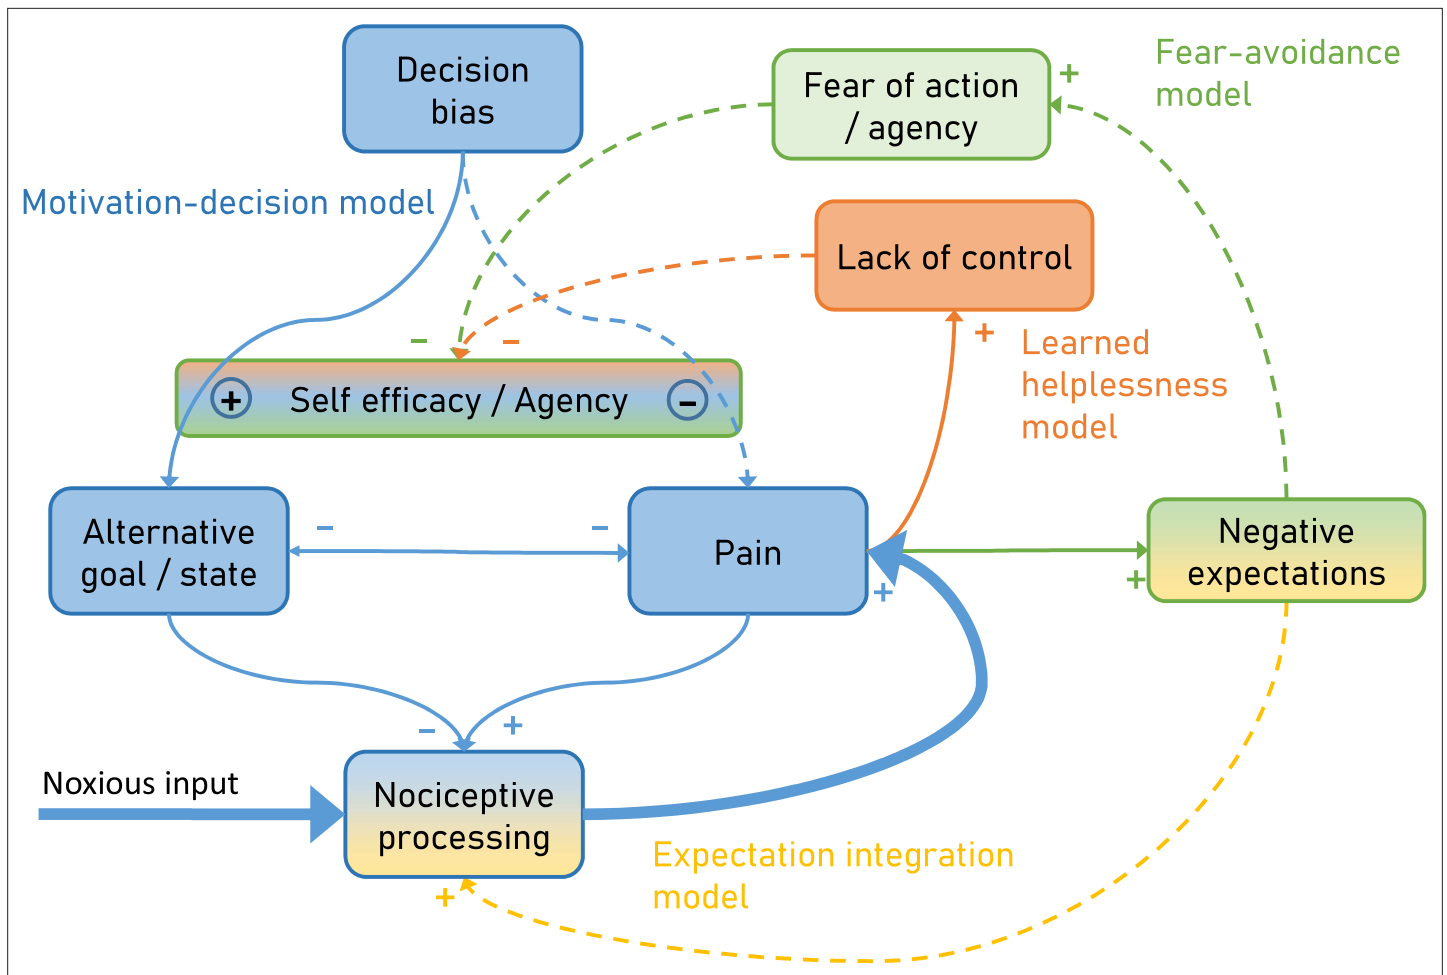 Decision
bias
Fear of action
/ agency
+
Fear-avoidance
model
Motivation-decision model
Lack of control
+
Learned
helplessness
model
−
−
+
Self efficacy / Agency
−
Alternative
goal / state
−
−
Pain
+
+
Negative
expectations
−
+
Noxious input
Nociceptive
processing
+
Expectation integration
model